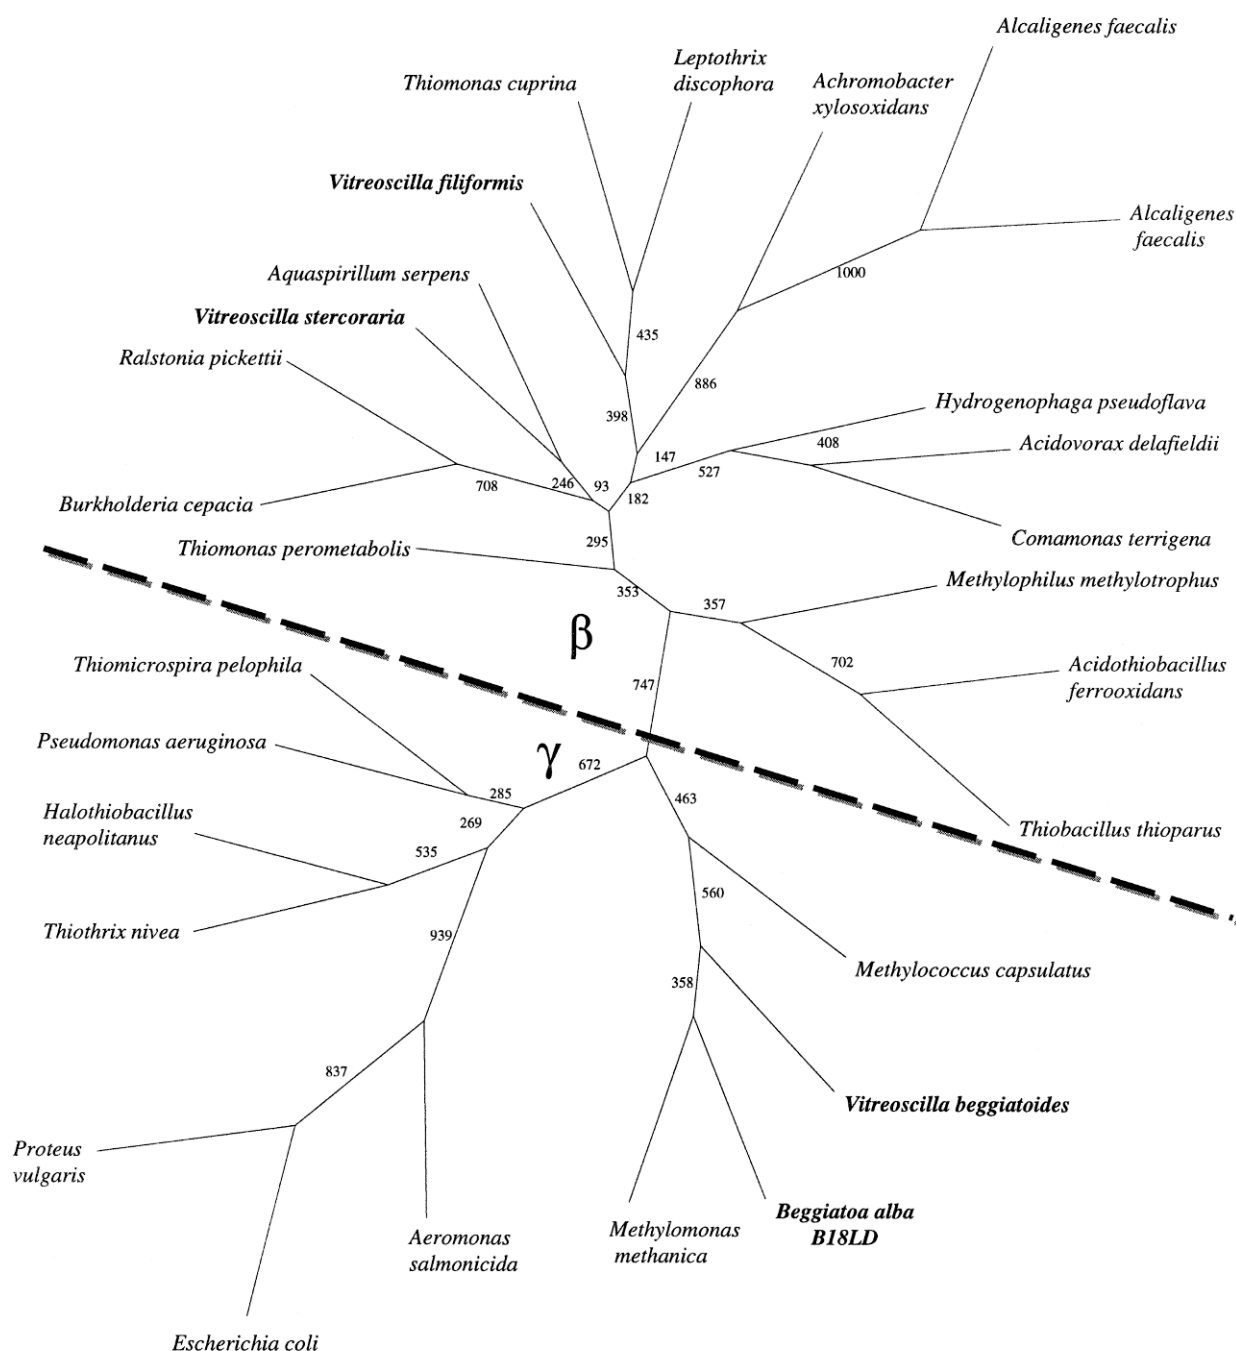 Alcaligenes faecalis
Leptothrix
discophora
Thiomonas cuprina
Achromobacter
xylosoxidans
Vitreoscilla filiformis
Alcaligenes
faecalis
Aquaspirillum serpens
1000
Vitreoscilla stercoraria
435
Ralstonia pickettii
886
398
Hydrogenophaga pseudoflava
408
Acidovorax delafieldii
147
527
246
93
708
182
Burkholderia cepacia
Comamonas terrigena
295
Thiomonas perometabolis
Methylophilus methylotrophus
353
357
β
Thiomicrospira pelophila
702
Acidothiobacillus
ferrooxidans
747
Pseudomonas aeruginosa
γ
672
285
463
Halothiobacillus
neapolitanus
269
Thiobacillus thioparus
535
560
Thiothrix nivea
939
Methylococcus capsulatus
358
837
Vitreoscilla beggiatoides
Proteus
vulgaris
Beggiatoa alba
B18LD
Methylomonas
methanica
Aeromonas
salmonicida
Escherichia coli